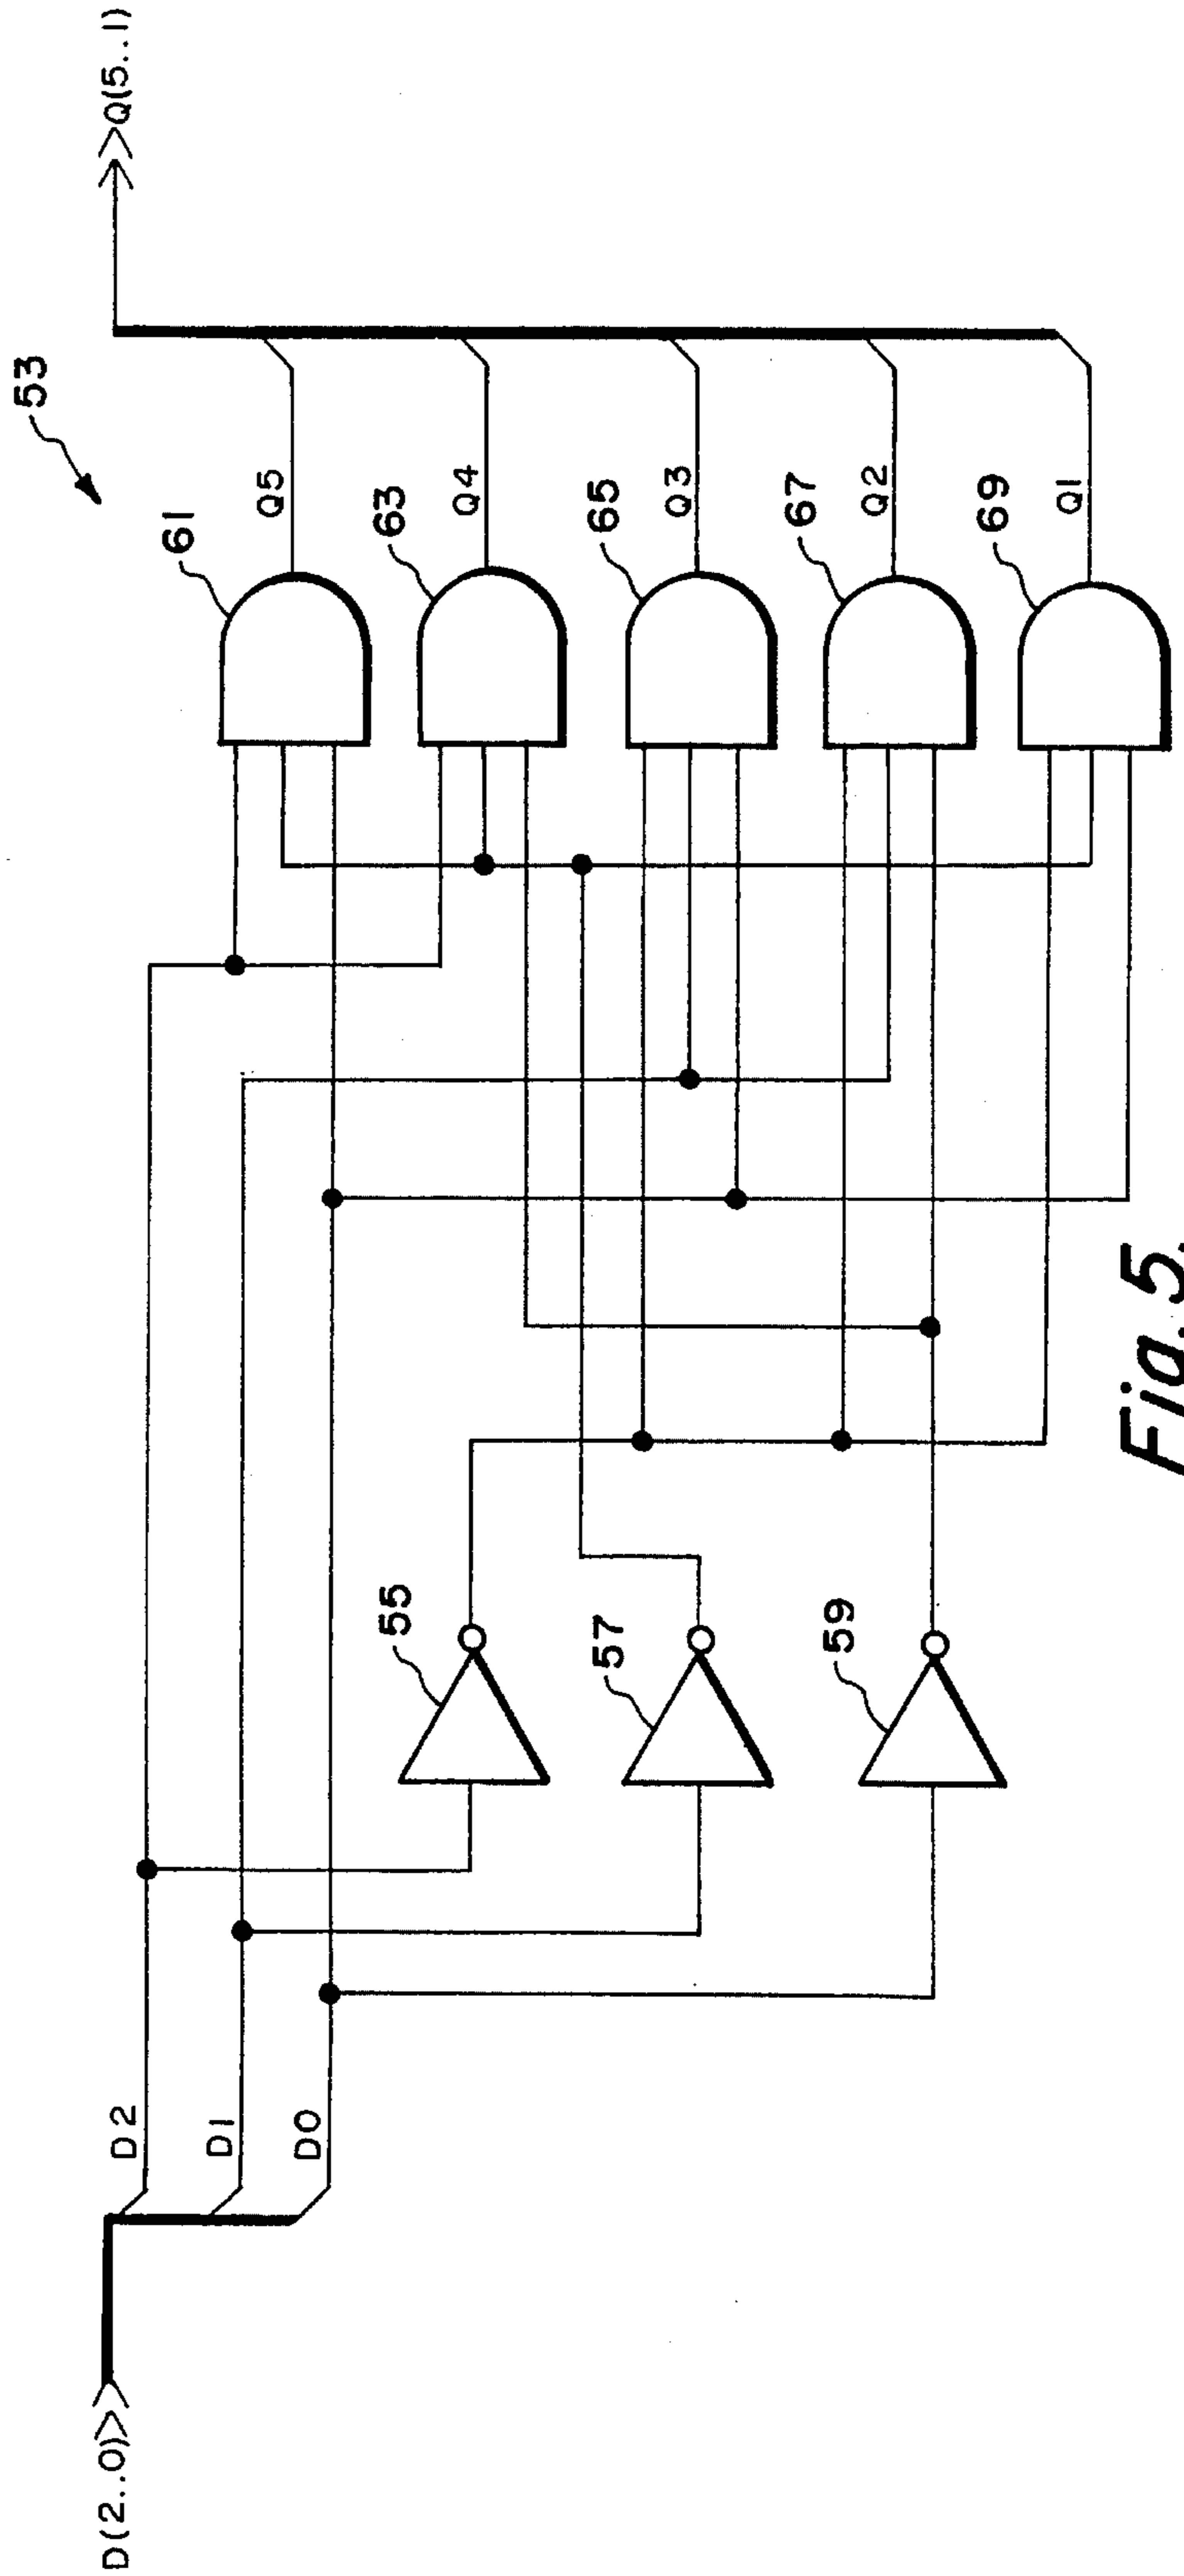 D(2..0)
D2
D1
D0
55
57
59
53
61
63
65
67
69
Q5
Q4
Q3
Q2
Q1
Q(5..1)
Fig. 5.